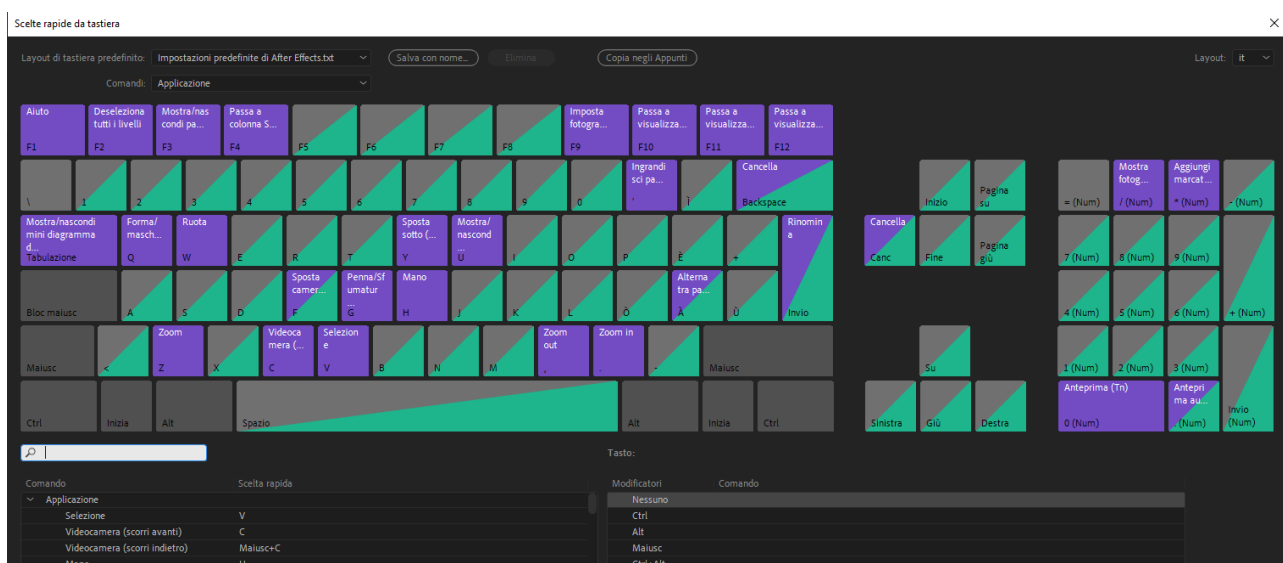 Scelte rapide da tastiera
Layout di tastiera predefinito: Impostazioni predefinite di After Effects.txt Salva con nome... Elimina Copia negli Appunti Layout: it
Comandi: Applicazione
Aiuto Deseleziona Mostra/nas Passa a Imposta Passa a Passa a Passa a
tutti i livelli condi pa... colonna S... fotogra... visualizza... visualizza... visualizza...
F1 F2 F3 F4 F5 F6 F7 F8 F9 F10 F11 F12
Ingrandi Cancella Mostra Aggiungi
sci pa... fotog... marcat...
\ 1 2 3 4 5 6 7 8 9 0 ' Ì Backspace Inizio Pagina su = (Num) / (Num) * (Num) - (Num)
Mostra/nascondi Forma/ Ruota Sposta Mostra/ Rinomin Cancella
mini diagramma masch... sotto (... nascond a
d... ...
Tabulazione Q W E R T Y U I O P È + Canc Fine Pagina giù 7 (Num) 8 (Num) 9 (Num)
Sposta Penna/Sf Mano Alterna
camer... umatur tra pa...
...
Bloc maiusc A S D F G H J K L Ò À Ù Invio 4 (Num) 5 (Num) 6 (Num) + (Num)
Zoom Videoca Selezion Zoom Zoom in
mera (... e out
Maiusc < Z X C V B N M , . - Maiusc Su 1 (Num) 2 (Num) 3 (Num)
Anteprima (Tn) Antepri
ma au...
Ctrl Inizia Alt Spazio Alt Inizia Ctrl Sinistra Giù Destra 0 (Num) . (Num) Invio (Num)
Tasto:
Comando Scelta rapida Modificatori Comando
Applicazione Nessuno
Selezione V Ctrl
Videocamera (scorri avanti) C Alt
Videocamera (scorri indietro) Maiusc+C Maiusc